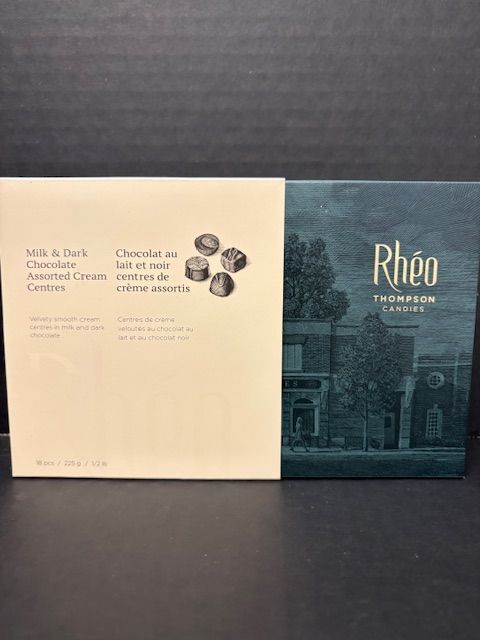 Milk & Dark
Chocolate
Assorted Cream
Centres
Chocolat au
lait et noir
centres de
crème assortis
Velvety smooth cream
centres in milk and dark
chocolate
Centres de crème
veloutés au chocolat au
lait et au chocolat noir
Rhéo
18 pcs / 225 g / 1/2 lb
Rhéo
THOMPSON
CANDIES